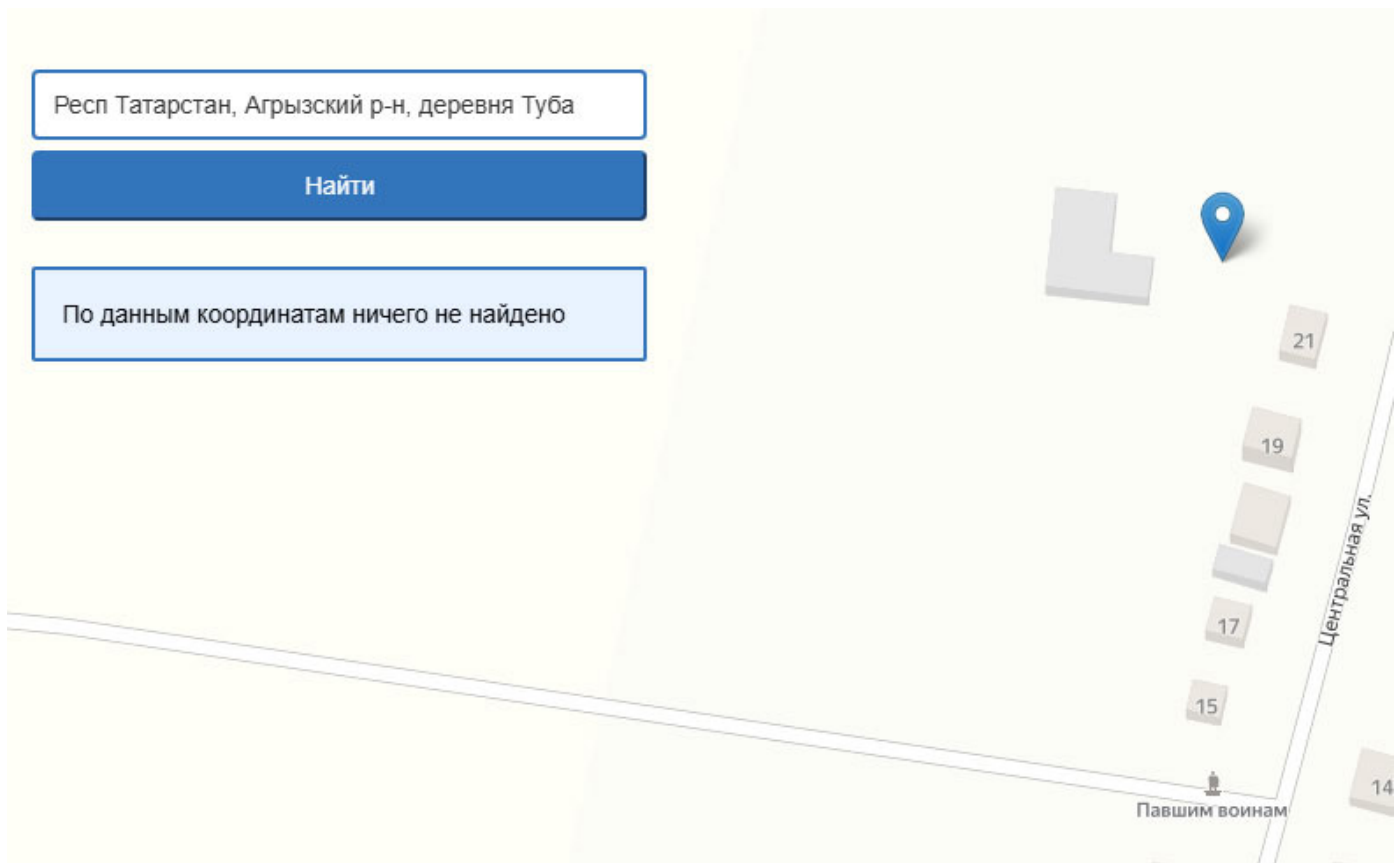 Респ Татарстан, Агрызский р-н, деревня Туба
Найти
По данным координатам ничего не найдено
21
19
Центральная ул.
17
15
14
Павшим воинам